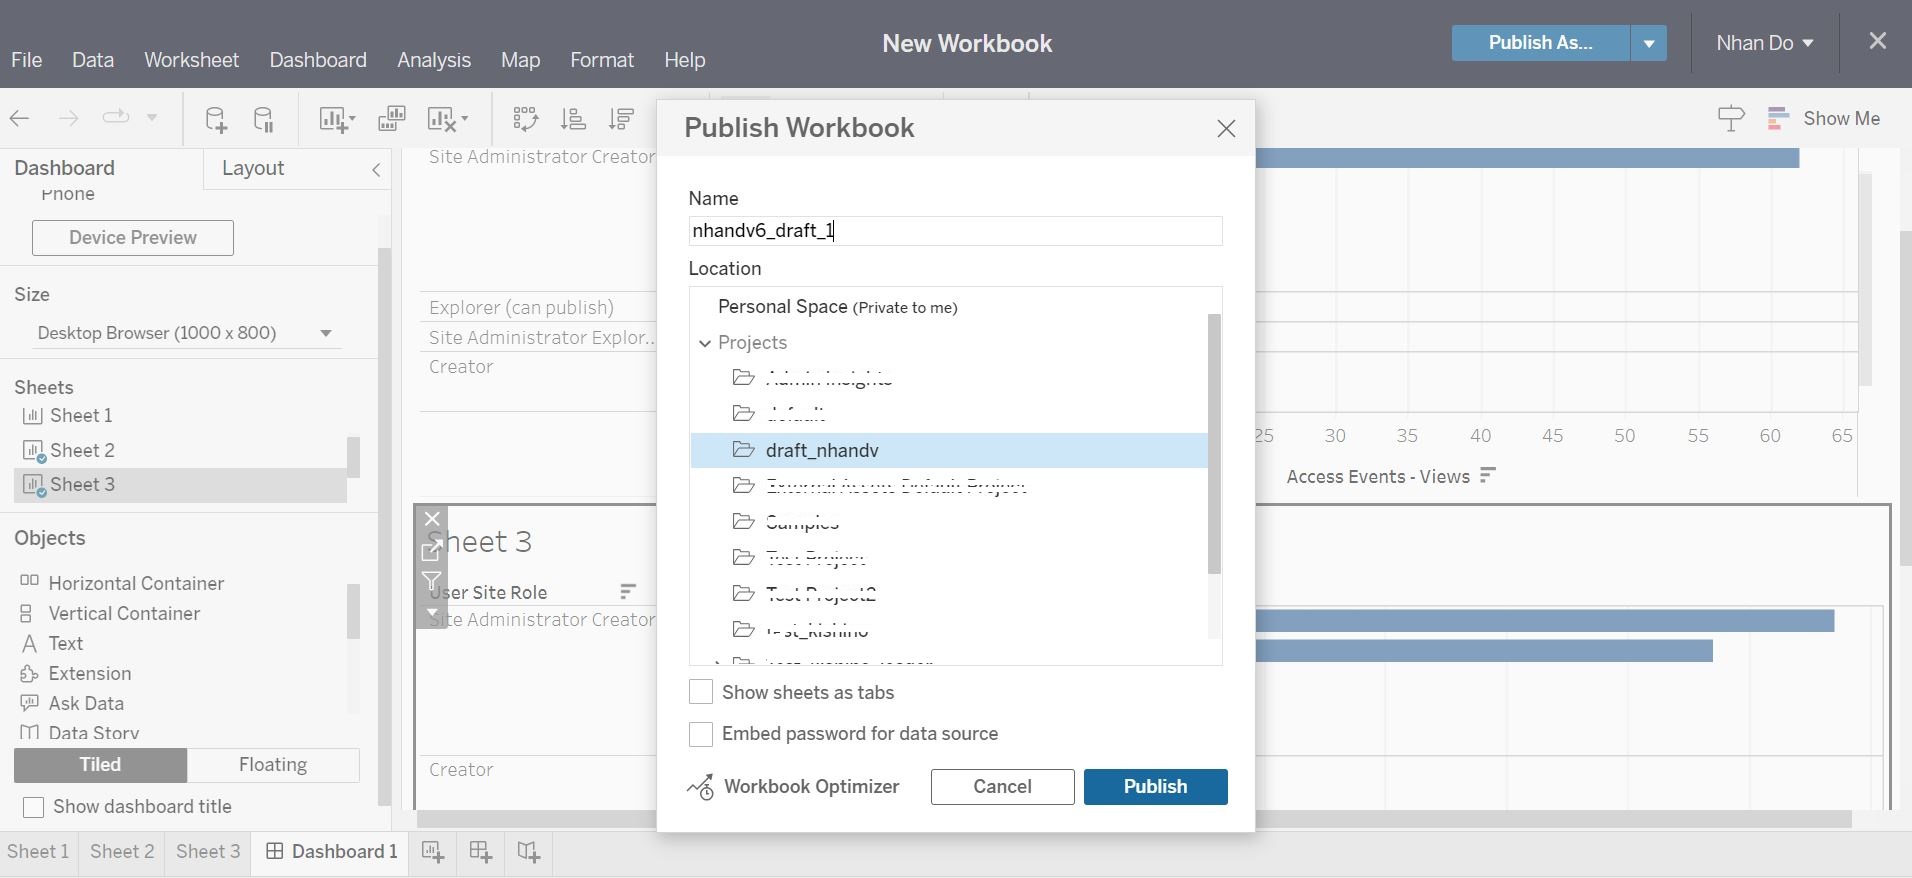 New Workbook
Publish As...
Nhan Do
File Data Worksheet Dashboard Analysis Map Format Help
Show Me
Dashboard
Layout
Phone
Device Preview
Size
Desktop Browser (1000 x 800)
Sheets
Sheet 1
Sheet 2
Sheet 3
Objects
Horizontal Container
Vertical Container
Text
Extension
Ask Data
Data Story
Tiled
Floating
Show dashboard title
Site Administrator Creator
Explorer (can publish)
Site Administrator Explor..
Creator
25 30 35 40 45 50 55 60 65
Access Events - Views
Sheet 3
User Site Role
Site Administrator Creator
Creator
Publish Workbook
Name
nhandv6_draft_1
Location
Personal Space (Private to me)
Projects
Admin Insights
default
draft_nhandv
External Assets Default Project
Samples
Test Project
Test Project2
Show sheets as tabs
Embed password for data source
Workbook Optimizer
Cancel
Publish
Sheet 1
Sheet 2
Sheet 3
Dashboard 1